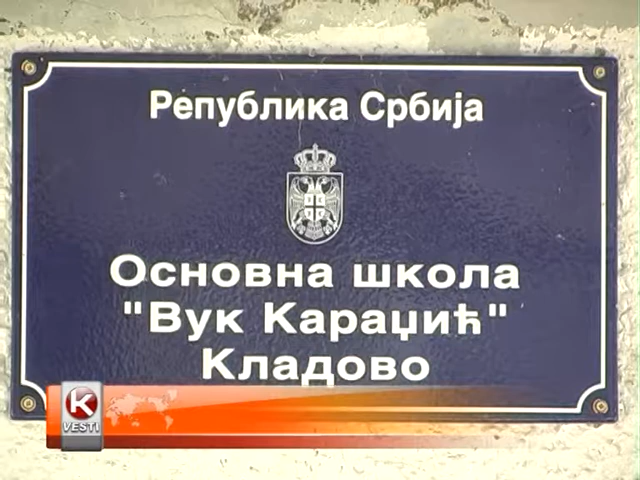 Република Србија
Основна школа
"Вук Караџић"
Кладово
K
VESTI